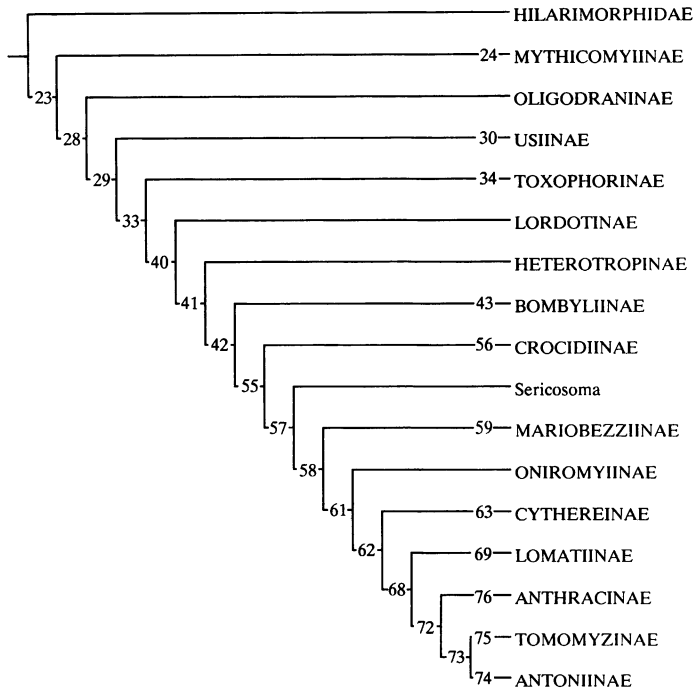 HILARIMORPHIDAE
24 MYTHICOMYIINAE
23
OLIGODRANINAE
28
30 USIINAE
29
34 TOXOPHORINAE
33
LORDOTINAE
40
HETEROTROPINAE
41
43 BOMBYLIINAE
42
56 CROCIDIINAE
55
Sericosoma
57
59 MARIOBEZZIINAE
58
ONIROMYIINAE
61
63 CYTHEREINAE
62
69 LOMATIINAE
68
76 ANTHRACINAE
72
75 TOMOMYZINAE
73
74 ANTONIINAE